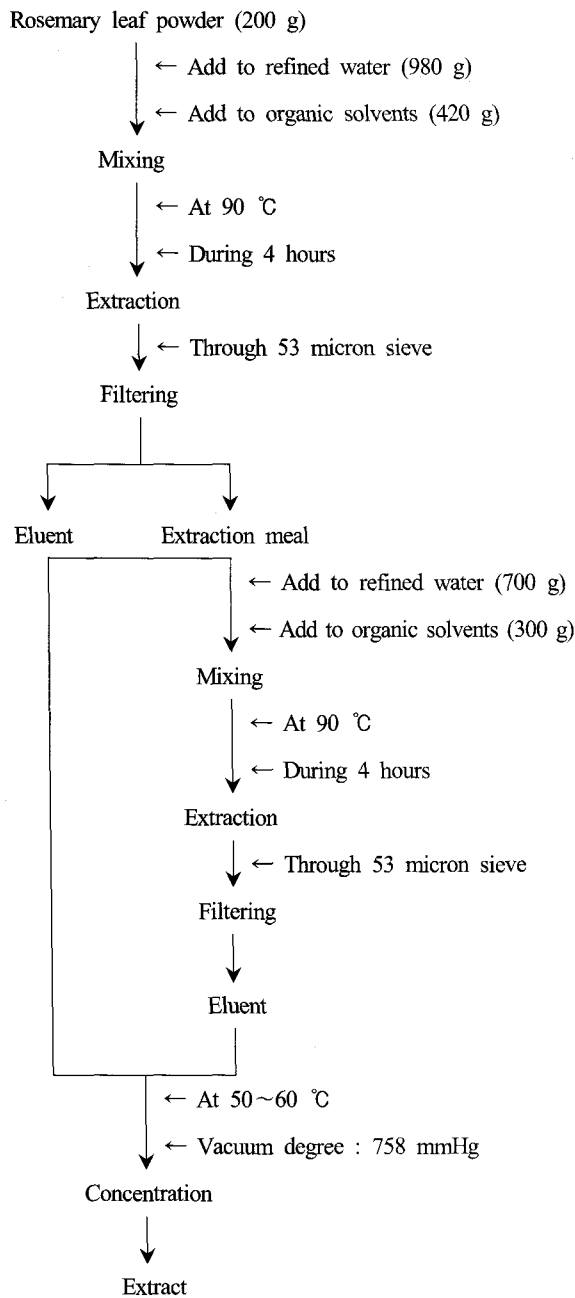 Rosemary leaf powder (200 g)
← Add to refined water (980 g)
← Add to organic solvents (420 g)
Mixing
← At 90 ℃
← During 4 hours
Extraction
← Through 53 micron sieve
Filtering
Eluent
Extraction meal
← Add to refined water (700 g)
← Add to organic solvents (300 g)
Mixing
← At 90 ℃
← During 4 hours
Extraction
← Through 53 micron sieve
Filtering
Eluent
← At 50～60 ℃
← Vacuum degree : 758 mmHg
Concentration
Extract